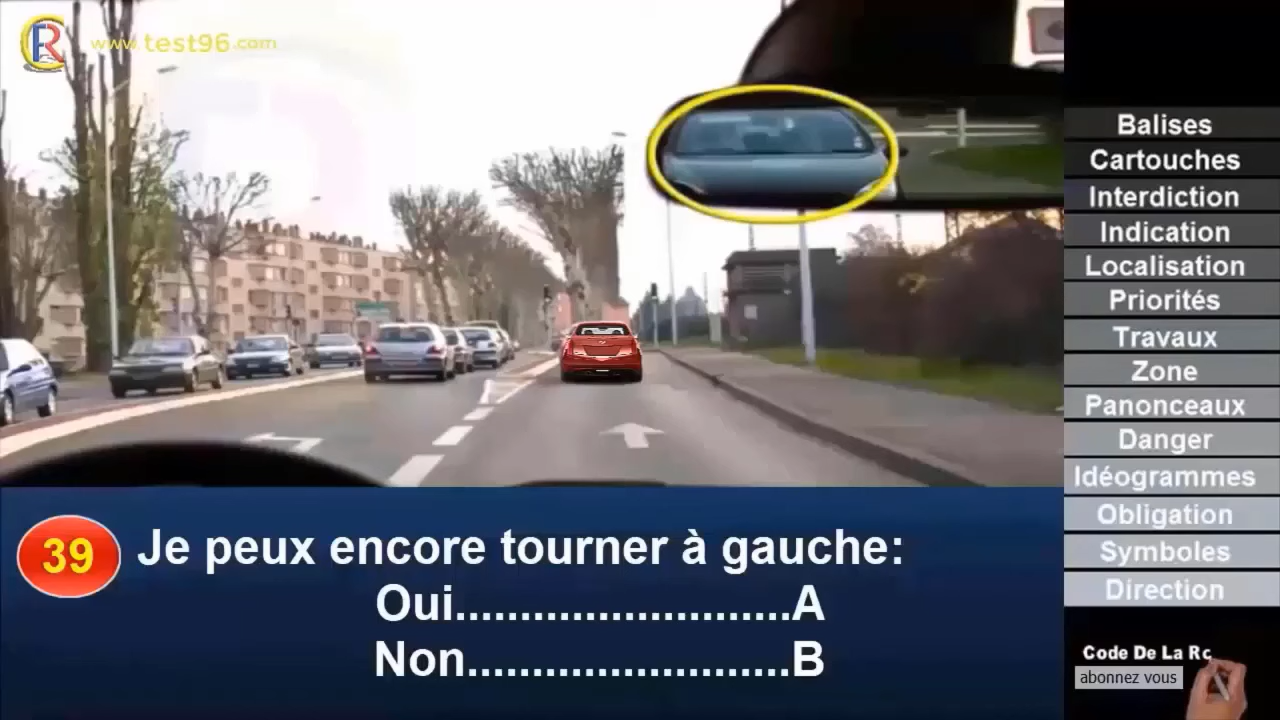 www.test96.com
39 Je peux encore tourner à gauche:
Oui..........................A
Non.........................B
Balises
Cartouches
Interdiction
Indication
Localisation
Priorités
Travaux
Zone
Panonceaux
Danger
Idéogrammes
Obligation
Symboles
Direction
Code De La Rc
abonnez vous